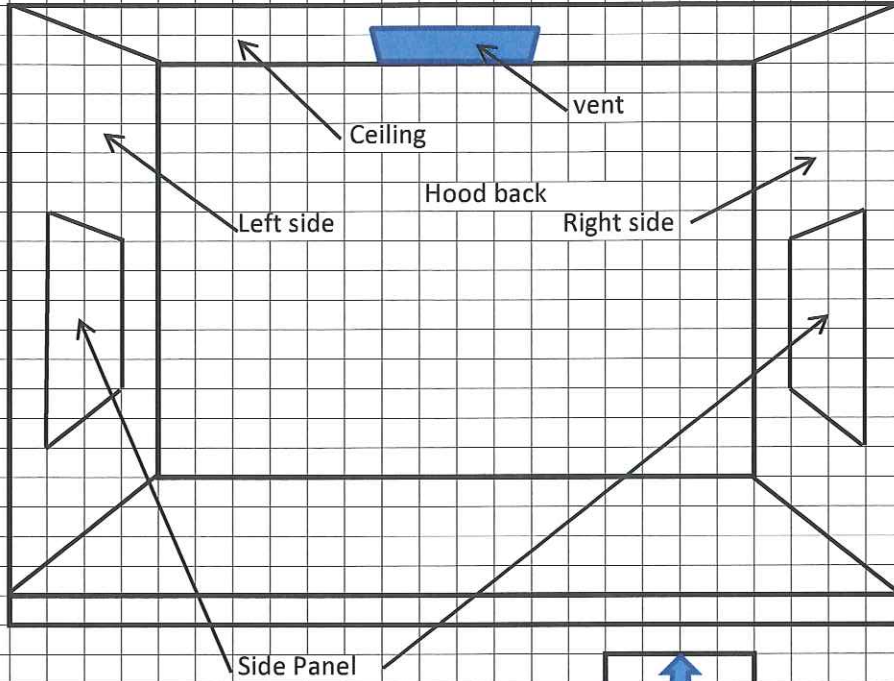 vent
Ceiling
Hood back
Left side
Right side
Side Panel